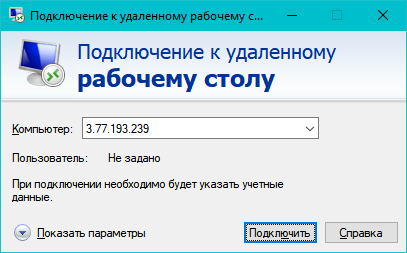 Подключение к удаленному рабочему с...
Подключение к удаленному
рабочему столу
Компьютер: 3.77.193.239
Пользователь: Не задано
При подключении необходимо будет указать учетные
данные.
Показать параметры Подключить Справка